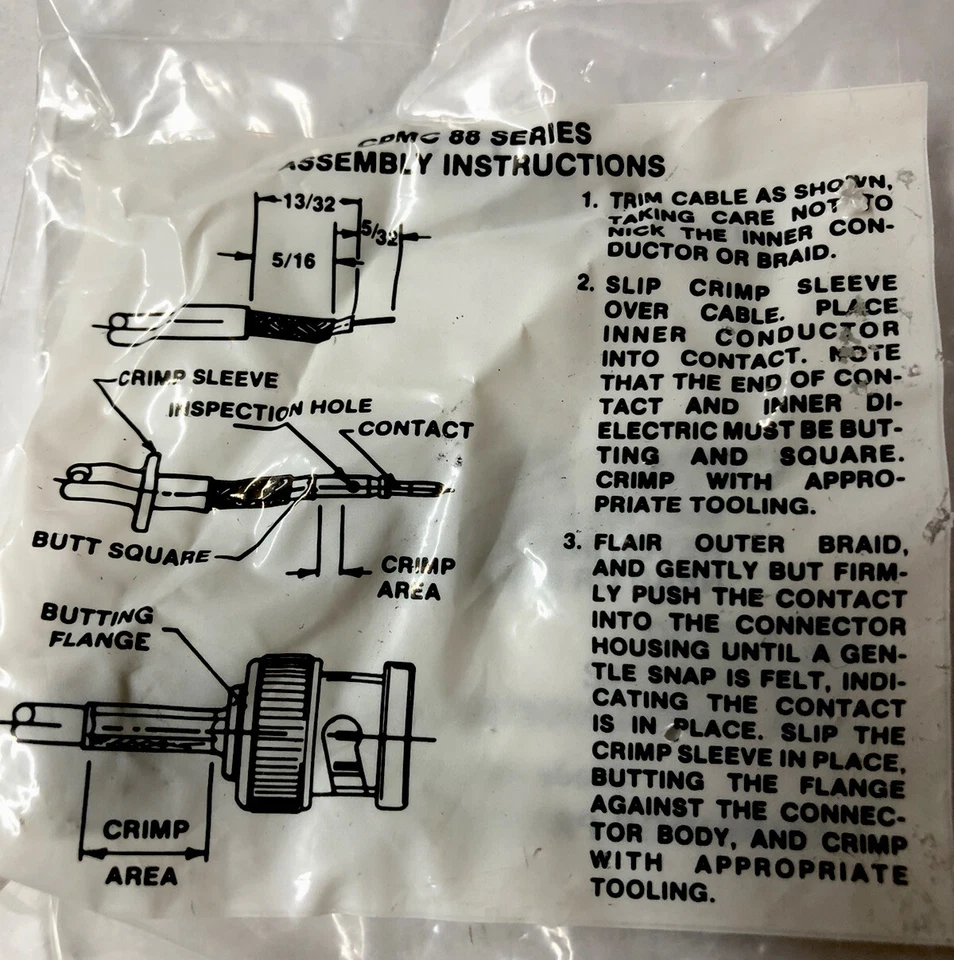 88 SERIES
ASSEMBLY INSTRUCTIONS
13/32
5/32
5/16
CRIMP SLEEVE
INSPECTION HOLE
CONTACT
BUTT SQUARE
CRIMP
AREA
BUTTING
FLANGE
CRIMP
AREA
1. TRIM CABLE AS SHOWN,
TAKING CARE NOT TO
NICK THE INNER CON-
DUCTOR OR BRAID.
2. SLIP CRIMP SLEEVE
OVER CABLE. PLACE
INNER CONDUCTOR
INTO CONTACT. NOTE
THAT THE END OF CON-
TACT AND INNER DI-
ELECTRIC MUST BE BUT-
TING AND SQUARE.
CRIMP WITH APPRO-
PRIATE TOOLING.
3. FLAIR OUTER BRAID,
AND GENTLY BUT FIRM-
LY PUSH THE CONTACT
INTO THE CONNECTOR
HOUSING UNTIL A GEN-
TLE SNAP IS FELT, INDI-
CATING THE CONTACT
IS IN PLACE. SLIP THE
CRIMP SLEEVE IN PLACE,
BUTTING THE FLANGE
AGAINST THE CONNEC-
TOR BODY, AND CRIMP
WITH APPROPRIATE
TOOLING.